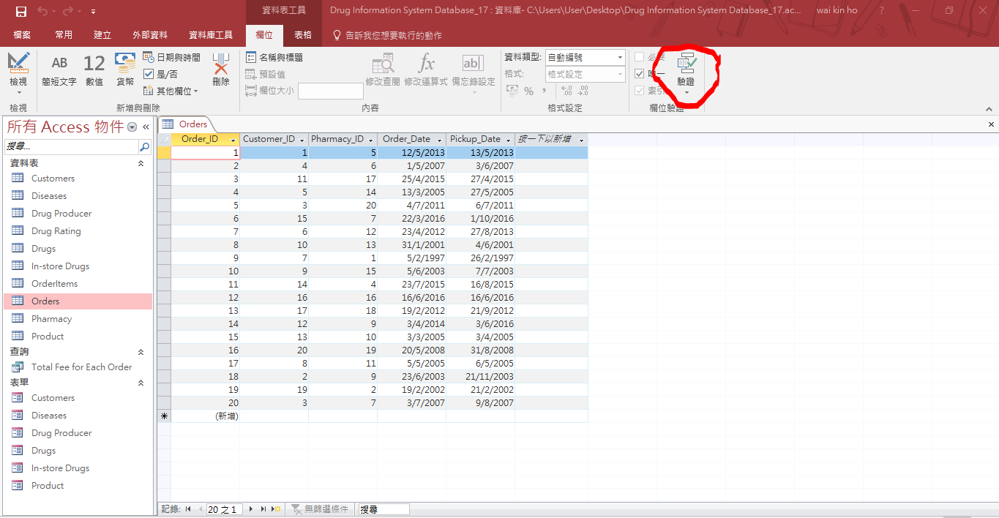 資料表工具
Drug Information System Database_17 : 資料庫- C:\Users\User\Desktop\Drug Information System Database_17.ac...
wai kin ho
?
檔案 常用 建立 外部資料 資料庫工具 欄位 表格 告訴我您想要執行的動作
檢視
AB
簡短文字
12
數值
貨幣
日期與時間
是/否
其他欄位
刪除
名稱與標題
預設值
欄位大小
修改查閱
fx
修改運算式
ab
備忘錄設定
資料類型: 自動編號
格式: 格式設定
% , .00
唯一
索引
驗證
檢視 新增與刪除 內容 格式設定 欄位驗證
所有 Access 物件
搜尋...
資料表
Customers
Diseases
Drug Producer
Drug Rating
Drugs
In-store Drugs
OrderItems
Orders
Pharmacy
Product
查詢
Total Fee for Each Order
表單
Customers
Diseases
Drug Producer
Drugs
In-store Drugs
Product
Orders
Order_ID Customer_ID Pharmacy_ID Order_Date Pickup_Date 按一下以新增
1 1 5 12/5/2013 13/5/2013
2 4 6 1/5/2007 3/6/2007
3 11 17 25/4/2015 27/4/2015
4 5 14 13/3/2005 27/5/2005
5 3 20 4/7/2011 6/7/2011
6 15 7 22/3/2016 1/10/2016
7 6 12 23/4/2012 27/8/2013
8 10 13 31/1/2001 4/6/2001
9 7 1 5/2/1997 26/2/1997
10 9 15 5/6/2003 7/7/2003
11 14 4 23/7/2015 16/8/2015
12 16 16 16/6/2016 16/6/2016
13 17 18 19/2/2012 21/9/2012
14 12 9 3/4/2014 3/6/2016
15 13 10 3/3/2005 3/4/2005
16 20 19 20/5/2008 31/8/2008
17 8 11 5/5/2005 6/5/2005
18 2 9 23/6/2003 21/11/2003
19 19 2 19/2/2002 21/2/2002
20 3 7 3/7/2007 9/8/2007
(新增)
記錄: 20 之 1 無篩選條件 搜尋